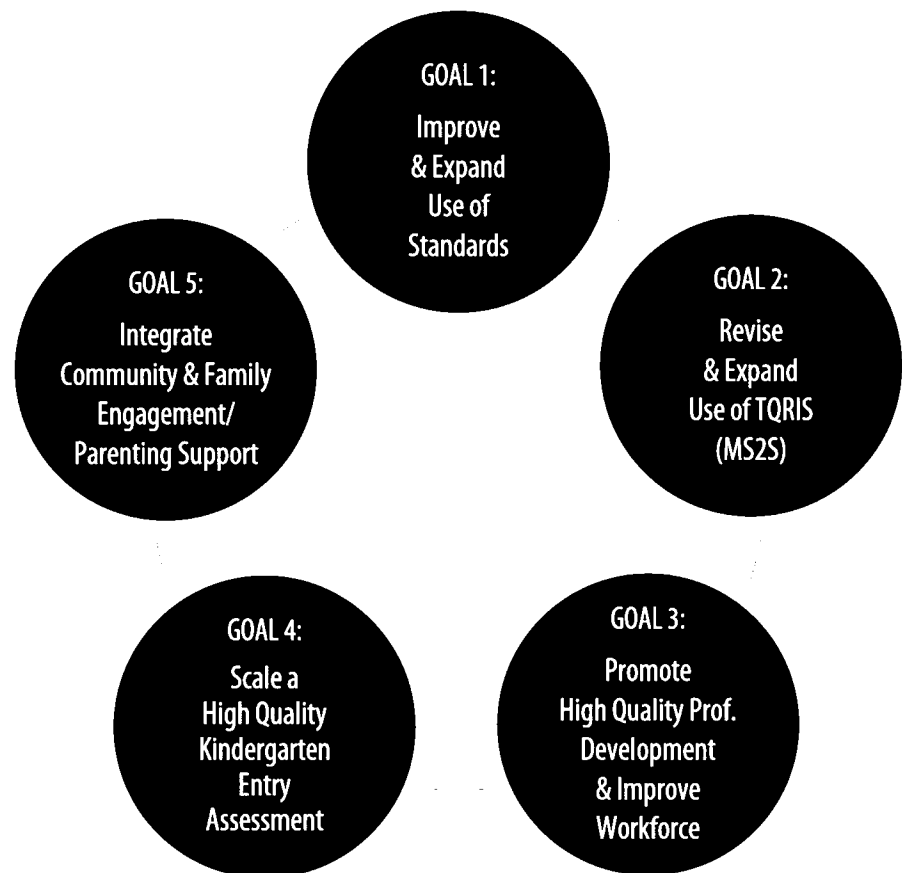 GOAL 1:
Improve
& Expand
Use of
Standards
GOAL 2:
Revise
& Expand
Use of TQRIS
(MS2S)
GOAL 3:
Promote
High Quality Prof.
Development
& Improve
Workforce
GOAL 4:
Scale a
High Quality
Kindergarten
Entry
Assessment
GOAL 5:
Integrate
Community & Family
Engagement/
Parenting Support